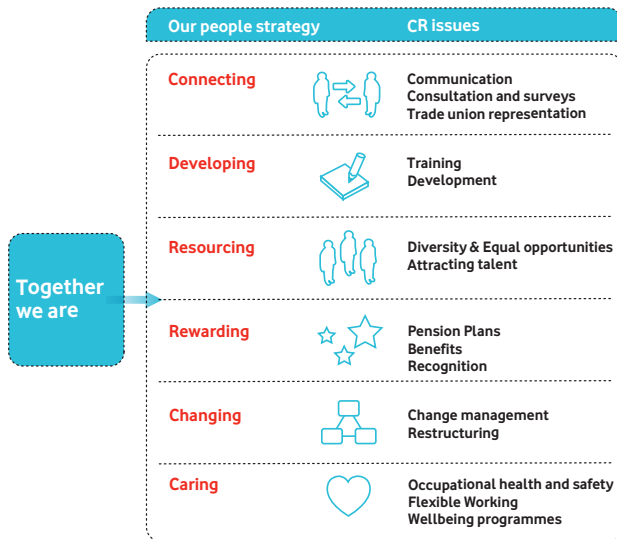 Our people strategy CR issues
Connecting
Communication
Consultation and surveys
Trade union representation
Developing
Training
Development
Resourcing
Diversity & Equal opportunities
Attracting talent
Together
we are
Rewarding
Pension Plans
Benefits
Recognition
Changing
Change management
Restructuring
Caring
Occupational health and safety
Flexible Working
Wellbeing programmes